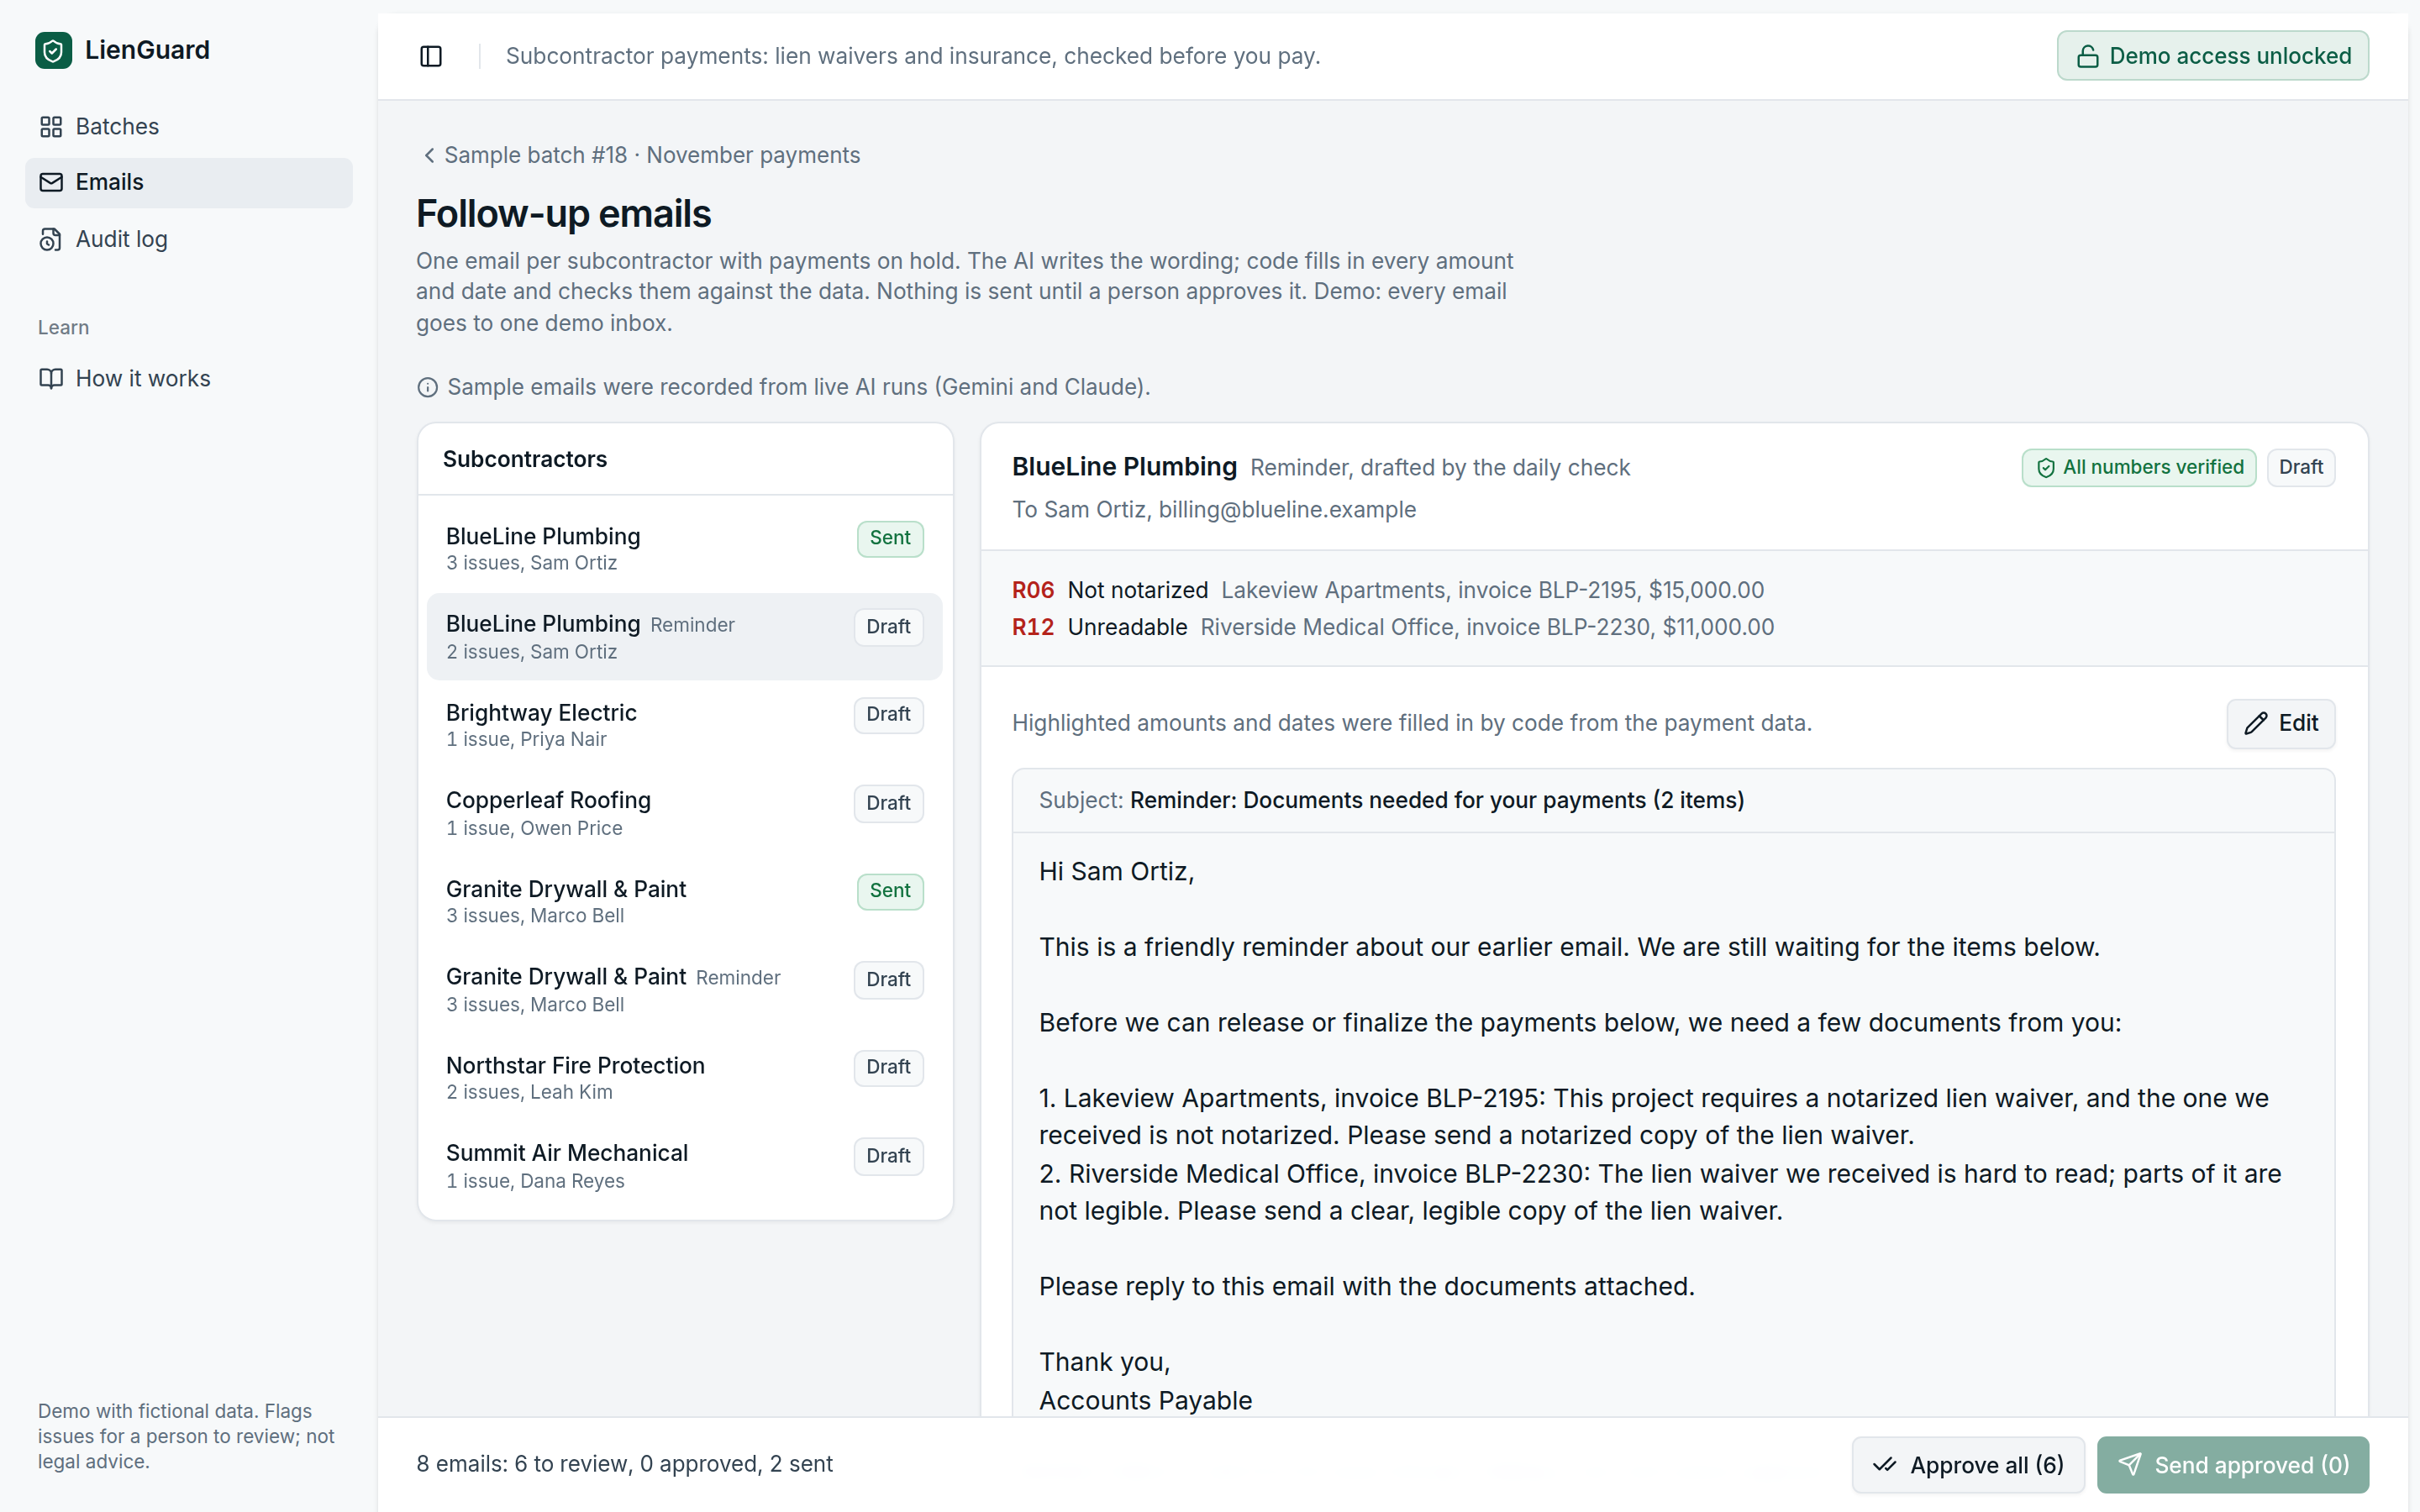 LienGuard
Batches
Emails
Audit log
Learn
How it works
Demo with fictional data. Flags
issues for a person to review; not
legal advice.
Subcontractor payments: lien waivers and insurance, checked before you pay.
Demo access unlocked
Sample batch #18 · November payments
Follow-up emails
One email per subcontractor with payments on hold. The AI writes the wording; code fills in every amount
and date and checks them against the data. Nothing is sent until a person approves it. Demo: every email
goes to one demo inbox.
Sample emails were recorded from live AI runs (Gemini and Claude).
Subcontractors
BlueLine Plumbing Sent
3 issues, Sam Ortiz
BlueLine Plumbing Reminder Draft
2 issues, Sam Ortiz
Brightway Electric Draft
1 issue, Priya Nair
Copperleaf Roofing Draft
1 issue, Owen Price
Granite Drywall & Paint Sent
3 issues, Marco Bell
Granite Drywall & Paint Reminder Draft
3 issues, Marco Bell
Northstar Fire Protection Draft
2 issues, Leah Kim
Summit Air Mechanical Draft
1 issue, Dana Reyes
BlueLine Plumbing Reminder, drafted by the daily check All numbers verified Draft
To Sam Ortiz, billing@blueline.example
R06 Not notarized Lakeview Apartments, invoice BLP-2195, $15,000.00
R12 Unreadable Riverside Medical Office, invoice BLP-2230, $11,000.00
Highlighted amounts and dates were filled in by code from the payment data. Edit
Subject: Reminder: Documents needed for your payments (2 items)
Hi Sam Ortiz,
This is a friendly reminder about our earlier email. We are still waiting for the items below.
Before we can release or finalize the payments below, we need a few documents from you:
1. Lakeview Apartments, invoice BLP-2195: This project requires a notarized lien waiver, and the one we
received is not notarized. Please send a notarized copy of the lien waiver.
2. Riverside Medical Office, invoice BLP-2230: The lien waiver we received is hard to read; parts of it are
not legible. Please send a clear, legible copy of the lien waiver.
Please reply to this email with the documents attached.
Thank you,
Accounts Payable
8 emails: 6 to review, 0 approved, 2 sent
Approve all (6)
Send approved (0)